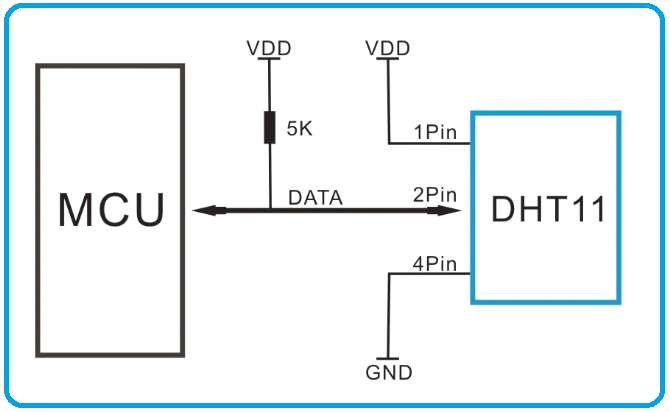 VDD
VDD
5K
1Pin
MCU
DATA
2Pin
DHT11
4Pin
GND